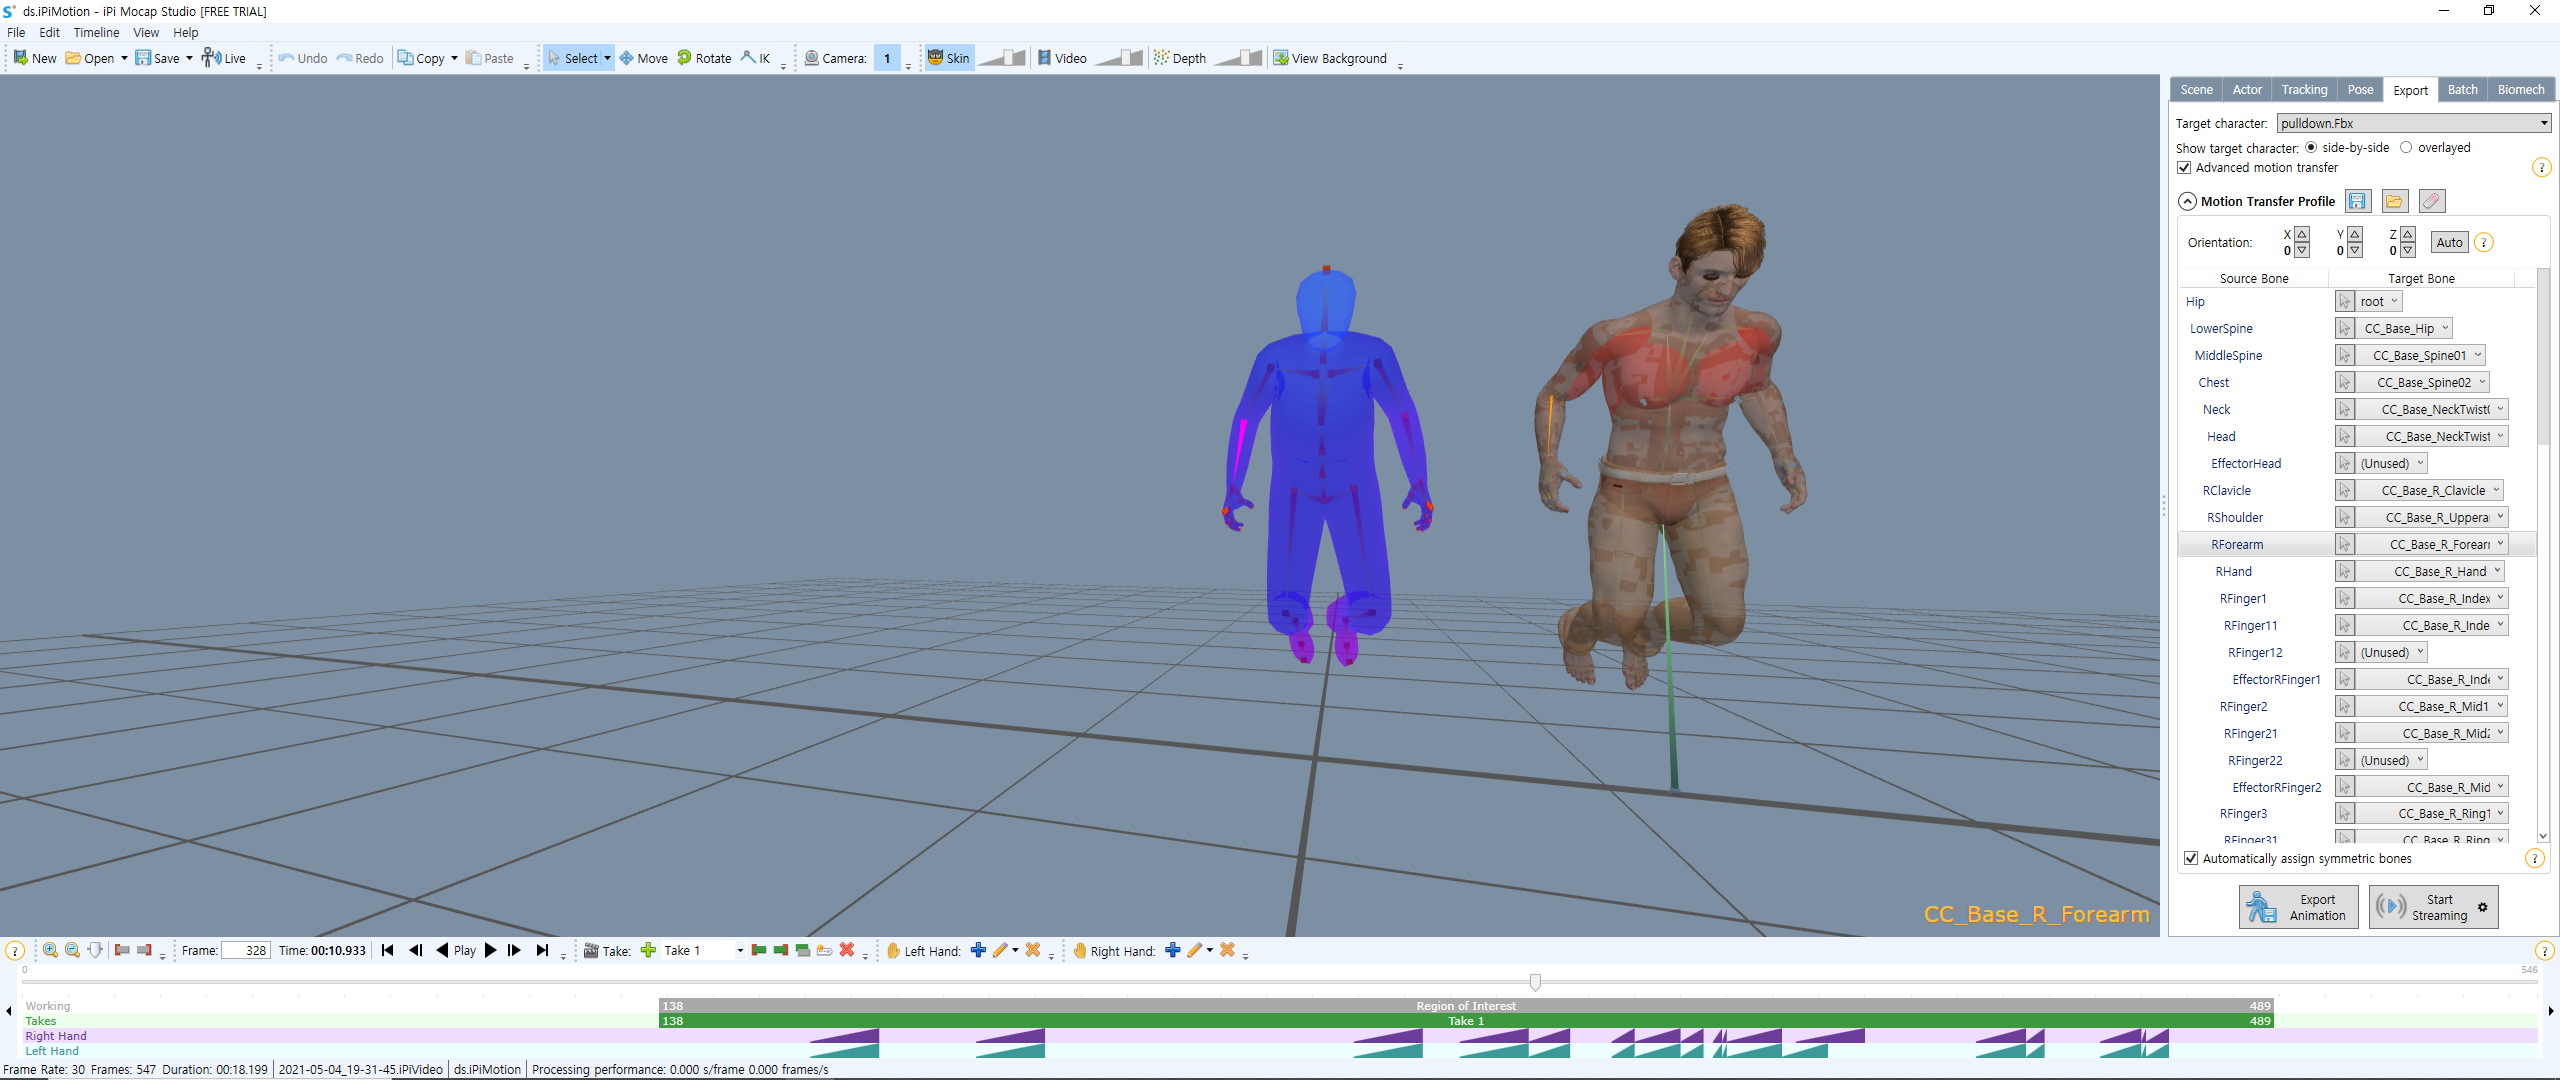 ds.iPiMotion - iPi Mocap Studio [FREE TRIAL]
File Edit Timeline View Help
New Open Save Live Undo Redo Copy Paste Select Move Rotate IK Camera: 1 Skin Video Depth View Background
Scene Actor Tracking Pose Export Batch Biomech
Target character: pulldown.Fbx
Show target character: side-by-side overlayed
Advanced motion transfer ?
Motion Transfer Profile
Orientation: X 0 Y 0 Z 0 Auto ?
Source Bone Target Bone
Hip root
LowerSpine CC_Base_Hip
MiddleSpine CC_Base_Spine01
Chest CC_Base_Spine02
Neck CC_Base_NeckTwist0
Head CC_Base_NeckTwist
EffectorHead (Unused)
RClavicle CC_Base_R_Clavicle
RShoulder CC_Base_R_Uppera
RForearm CC_Base_R_Forear
RHand CC_Base_R_Hand
RFinger1 CC_Base_R_Index
RFinger11 CC_Base_R_Inde
RFinger12 (Unused)
EffectorRFinger1 CC_Base_R_Inde
RFinger2 CC_Base_R_Mid1
RFinger21 CC_Base_R_Mid2
RFinger22 (Unused)
EffectorRFinger2 CC_Base_R_Mid
RFinger3 CC_Base_R_Ring1
RFinger31 CC_Base_R_Ring
Automatically assign symmetric bones ?
Export Animation
Start Streaming
CC_Base_R_Forearm
? Frame: 328 Time: 00:10.933 Play Take: Take 1 Left Hand: Right Hand: ?
0 546
Working 138 Region of Interest 489
Takes 138 Take 1 489
Right Hand
Left Hand
Frame Rate: 30 Frames: 547 Duration: 00:18.199 2021-05-04_19-31-45.iPiVideo ds.iPiMotion Processing performance: 0.000 s/frame 0.000 frames/s